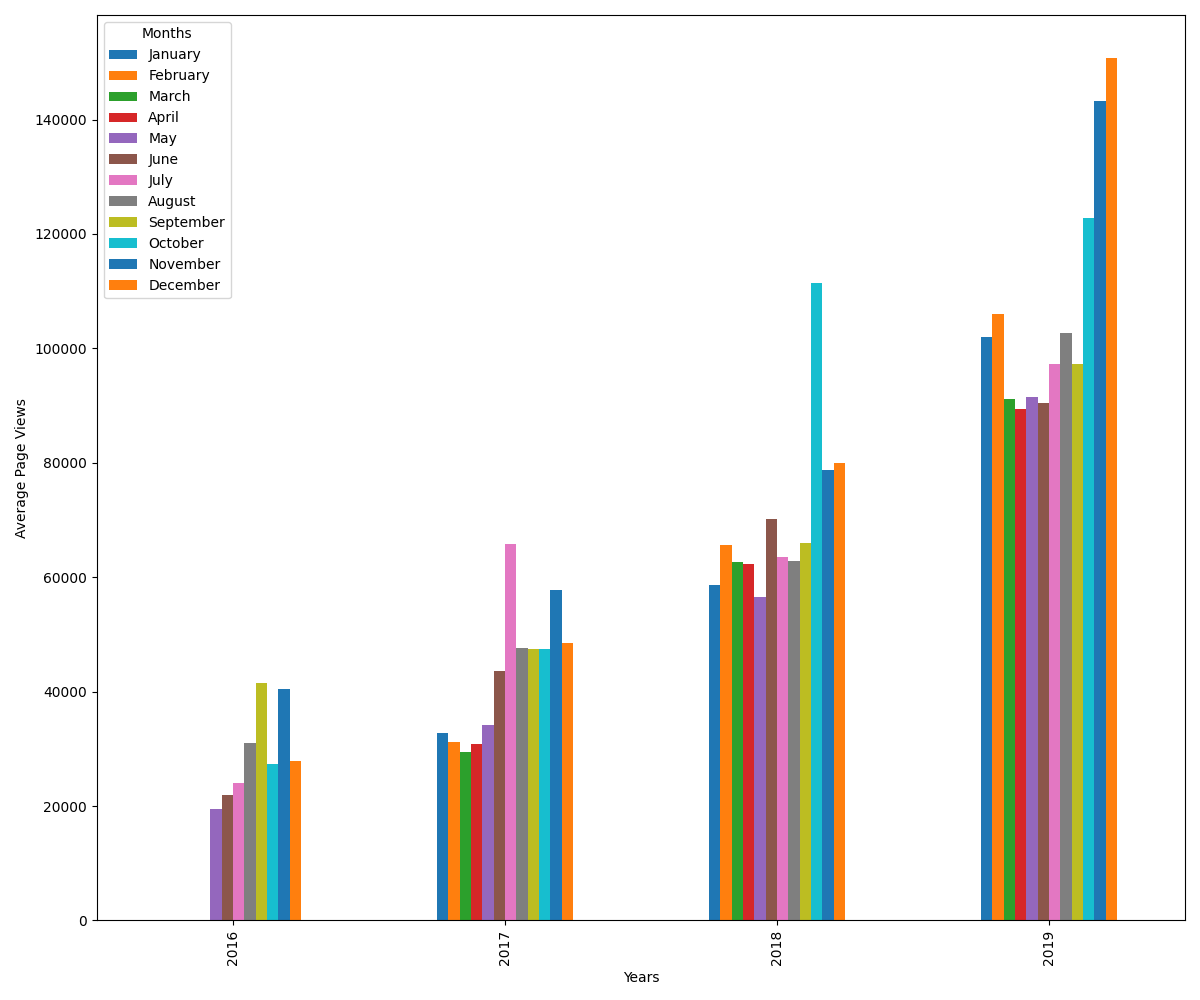 Months
January
February
March
April
May
June
July
August
September
October
November
December
Average Page Views
140000
120000
100000
80000
60000
40000
20000
0
2016
2017
2018
2019
Years